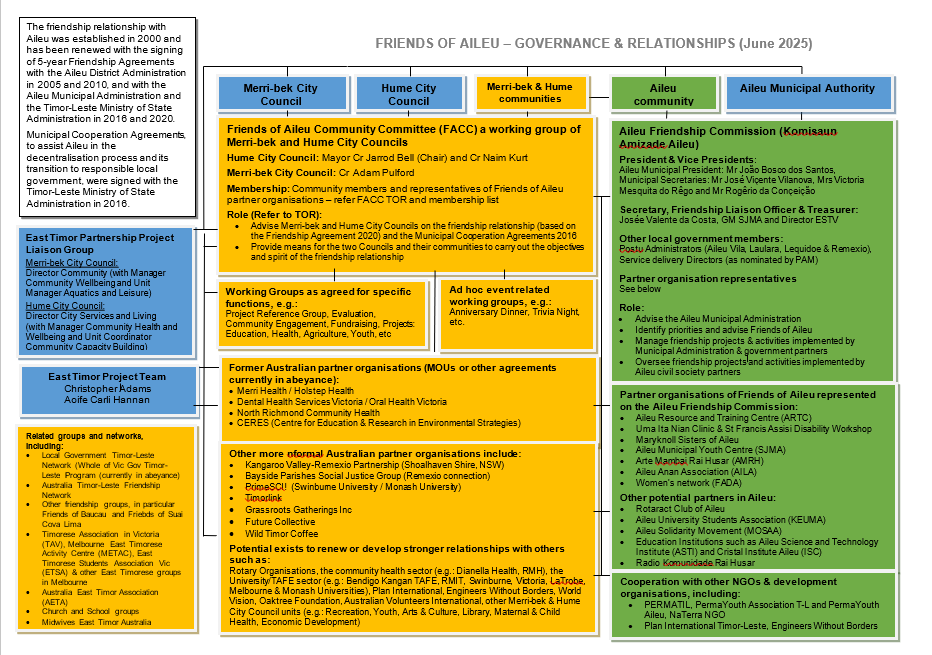 FRIENDS OF AILEU – GOVERNANCE & RELATIONSHIPS (June 2025)
The friendship relationship with
Aileu was established in 2000 and
has been renewed with the signing
of 5-year Friendship Agreements
with the Aileu District Administration
in 2005 and 2010, and with the
Aileu Municipal Administration and
the Timor-Leste Ministry of State
Administration in 2016 and 2020.
Municipal Cooperation Agreements,
to assist Aileu in the
decentralisation process and its
transition to responsible local
government, were signed with the
Timor-Leste Ministry of State
Administration in 2016.
Merri-bek City
Council
Hume City
Council
Merri-bek & Hume
communities
Aileu
community
Aileu Municipal Authority
East Timor Partnership Project
Liaison Group
Merri-bek City Council:
Director Community (with Manager
Community Wellbeing and Unit
Manager Aquatics and Leisure)
Hume City Council:
Director City Services and Living
(with Manager Community Health and
Wellbeing and Unit Coordinator
Community Capacity Building)
East Timor Project Team
Christopher Adams
Aoife Carli Hannan
Related groups and networks,
including:
• Local Government Timor-Leste
Network (Whole of Vic Gov Timor-
Leste Program (currently in abeyance)
• Australia Timor-Leste Friendship
Network
• Other friendship groups, in particular
Friends of Baucau and Friebds of Suai
Cova Lima
• Timorese Association in Victoria
(TAV), Melbourne East Timorese
Activity Centre (METAC), East
Timorese Students Association Vic
(ETSA) & other East Timorese groups
in Melbourne
• Australia East Timor Association
(AETA)
• Church and School groups
• Midwives East Timor Australia
Friends of Aileu Community Committee (FACC) a working group of
Merri-bek and Hume City Councils
Hume City Council: Mayor Cr Jarrod Bell (Chair) and Cr Naim Kurt
Merri-bek City Council: Cr Adam Pulford
Membership: Community members and representatives of Friends of Aileu
partner organisations – refer FACC TOR and membership list
Role (Refer to TOR):
• Advise Merri-bek and Hume City Councils on the friendship relationship (based on
the Friendship Agreement 2020) and the Municipal Cooperation Agreements 2016
• Provide means for the two Councils and their communities to carry out the objectives
and spirit of the friendship relationship
Working Groups as agreed for specific
functions, e.g.:
Project Reference Group, Evaluation,
Community Engagement, Fundraising, Projects:
Education, Health, Agriculture, Youth, etc
Ad hoc event related
working groups, e.g.:
Anniversary Dinner, Trivia Night,
etc.
Former Australian partner organisations (MOUs or other agreements
currently in abeyance):
• Merri Health / Holstep Health
• Dental Health Services Victoria / Oral Health Victoria
• North Richmond Community Health
• CERES (Centre for Education & Research in Environmental Strategies)
Other more oformal Australian partner organisations include:
• Kangaroo Valley-Remexio Partnership (Shoalhaven Shire, NSW)
• Bayside Parishes Social Justice Group (Remexio connection)
• PrimeSCI! (Swinburne University / Monash University)
• Timorlink
• Grassroots Gatherings Inc
• Future Collective
• Wild Timor Coffee
Potential exists to renew or develop stronger relationships with others
such as:
Rotary Organisations, the community health sector (e.g.: Dianella Health, RMH), the
University/TAFE sector (e.g.: Bendigo Kangan TAFE, RMIT, Swinburne, Victoria, LaTrobe,
Melbourne & Monash Universities), Plan International, Engineers Without Borders, World
Vision, Oaktree Foundation, Australian Volunteers International, other Merri-bek & Hume
City Council units (e.g.: Recreation, Youth, Arts & Culture, Library, Maternal & Child
Health, Economic Development)
Aileu Friendship Commission (Komisaun
Amizade Aileu)
President & Vice Presidents:
Aileu Municipal President: Mr João Bosco dos Santos,
Municipal Secretaries: Mr José Viçente Vilanova, Mrs Victoria
Mesquita do Rêgo and Mr Rogêrio da Conçeição
Secretary, Friendship Liaison Officer & Treasurer:
Josée Valente da Costa, GM SJMA and Director ESTV
Other local government members:
Postu Administrators (Aileu Vila, Laulara, Lequidoe & Remexio),
Service delivery Directors (as nominated by PAM)
Partner organisation representatives
See below
Role:
• Advise the Aileu Municipal Administration
• Identify priorities and advise Friends of Aileu
• Manage friendship projects & activities implemented by
Municipal Administration & government partners
• Oversee friendship projects and activities implemented by
Aileu civil society partners
Partner organisations of Friends of Aileu represented
on the Aileu Friendship Commission:
• Aileu Resource and Training Centre (ARTC)
• Uma Ita Nian Clinic & St Francis Assisi Disability Workshop
• Maryknoll Sisters of Aileu
• Aileu Municipal Youth Centre (SJMA)
• Arte Mambai Rai Husar (AMRH)
• Aileu Anan Association (AILA)
• Women's network (FADA)
Other potential partners in Aileu:
• Rotaract Club of Aileu
• Aileu University Students Association (KEUMA)
• Aileu Solidarity Movement (MOSAA)
• Education Institutions such as Aileu Science and Technology
Institute (ASTI) and Cristal Institute Aileu (ISC)
• Radio Komunidade Rai Husar
Cooperation with other NGOs & development
organisations, including:
• PERMATIL, PermaYouth Association T-L and PermaYouth
Aileu, NaTerra NGO
• Plan International Timor-Leste, Engineers Without Borders